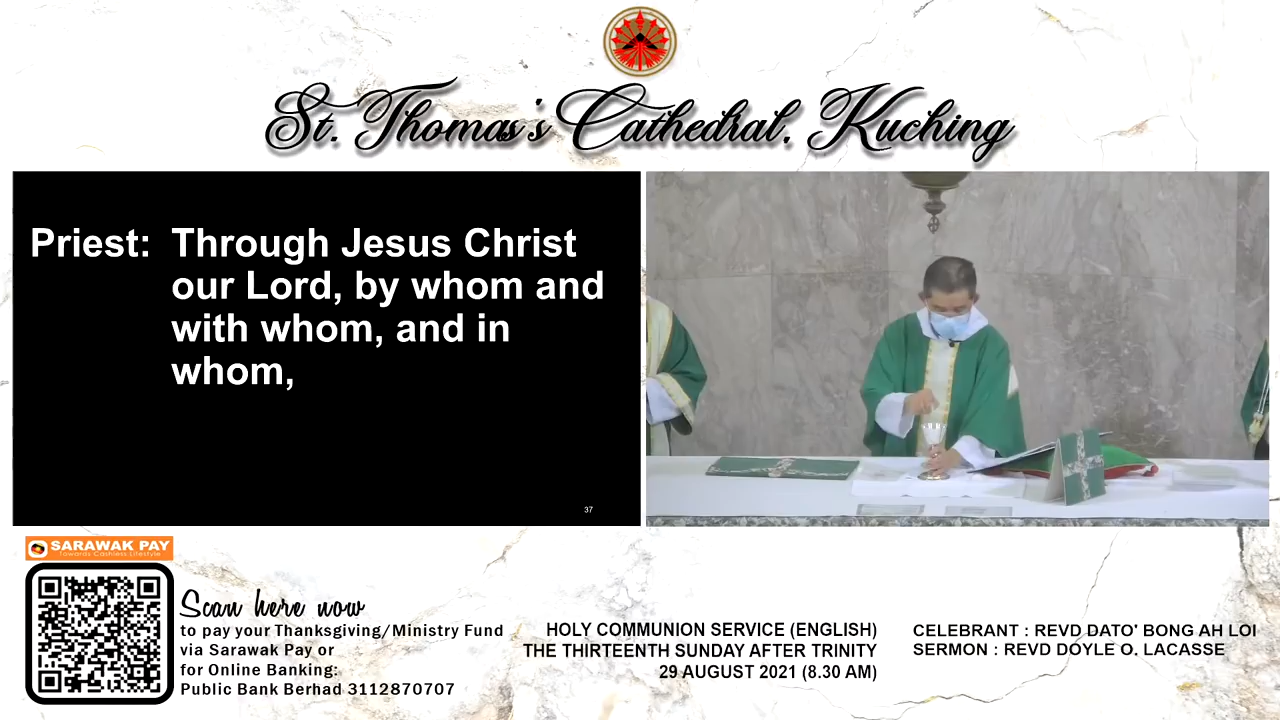 St. Thomas's Cathedral, Kuching
Priest: Through Jesus Christ
our Lord, by whom and
with whom, and in
whom,
37
SARAWAK PAY
Towards Cashless Lifestyle
Scan here now
to pay your Thanksgiving/Ministry Fund
via Sarawak Pay or
for Online Banking:
Public Bank Berhad 3112870707
HOLY COMMUNION SERVICE (ENGLISH)
THE THIRTEENTH SUNDAY AFTER TRINITY
29 AUGUST 2021 (8.30 AM)
CELEBRANT : REVD DATO' BONG AH LOI
SERMON : REVD DOYLE O. LACASSE